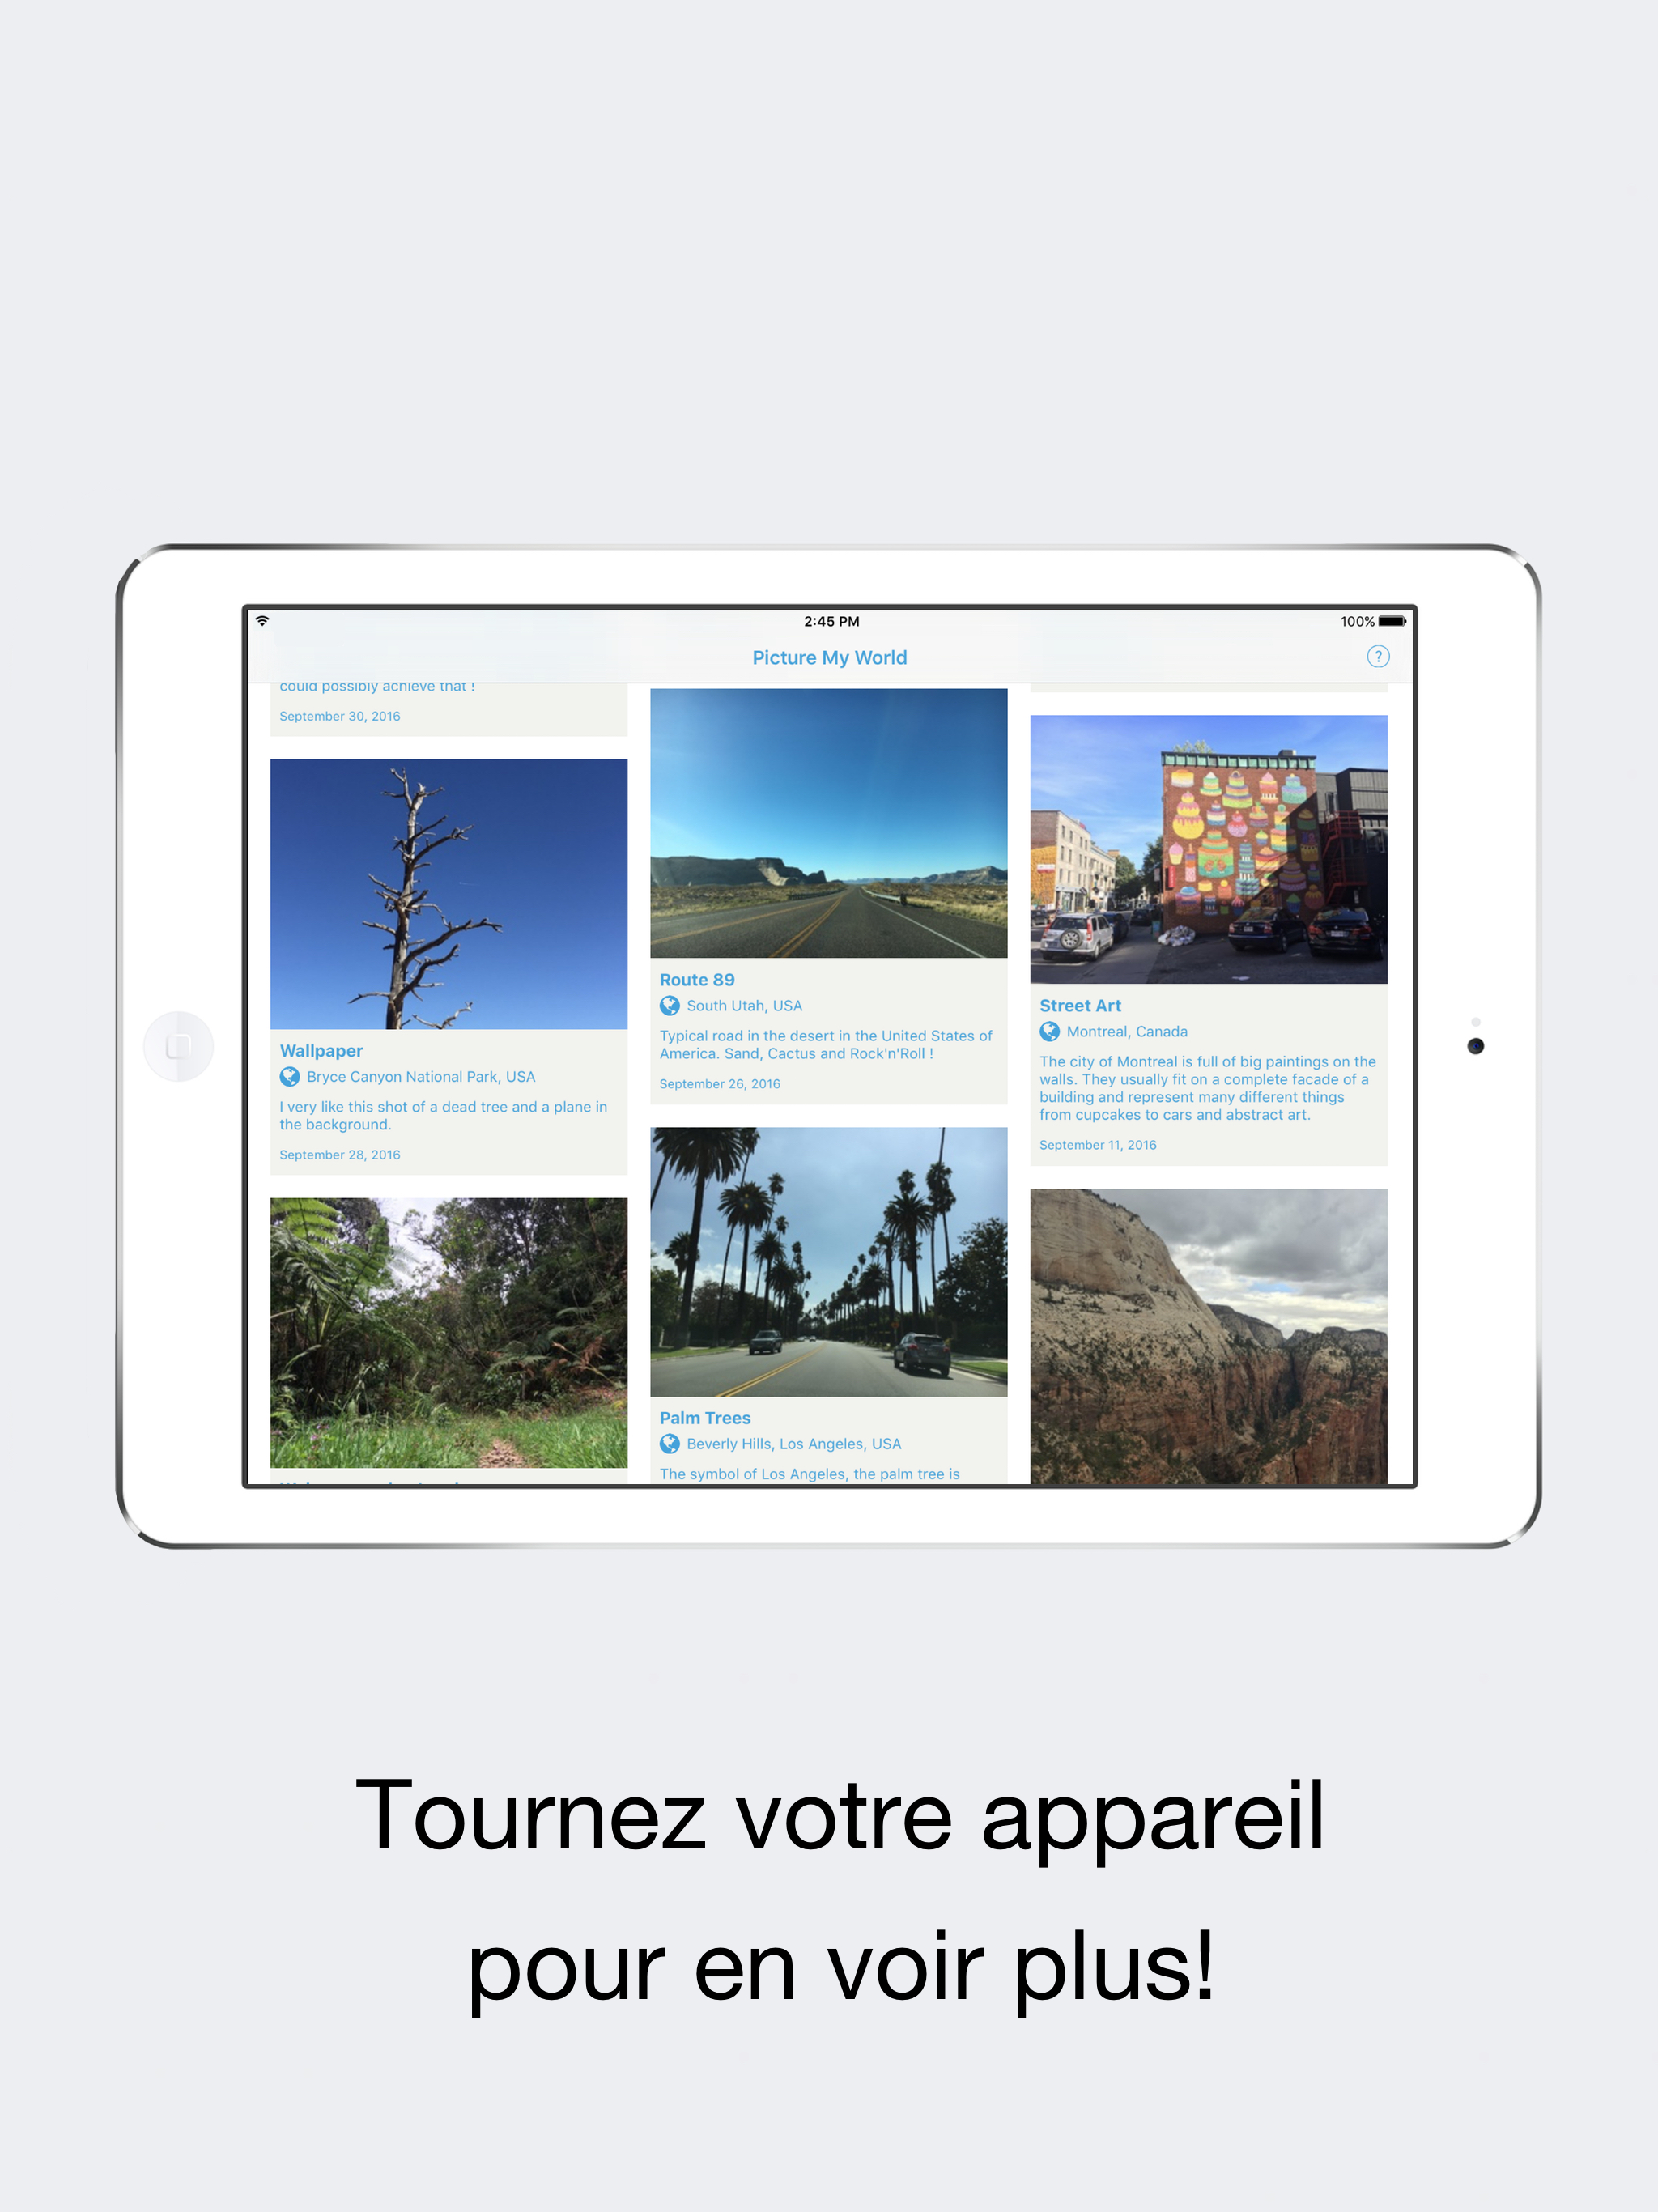 2:45 PM
100%
Picture My World
?
could possibly achieve that !
September 30, 2016
Wallpaper
Bryce Canyon National Park, USA
I very like this shot of a dead tree and a plane in
the background.
September 28, 2016
Route 89
South Utah, USA
Typical road in the desert in the United States of
America. Sand, Cactus and Rock'n'Roll !
September 26, 2016
Palm Trees
Beverly Hills, Los Angeles, USA
The symbol of Los Angeles, the palm tree is
Street Art
Montreal, Canada
The city of Montreal is full of big paintings on the
walls. They usually fit on a complete facade of a
building and represent many different things
from cupcakes to cars and abstract art.
September 11, 2016
Tournez votre appareil
pour en voir plus!